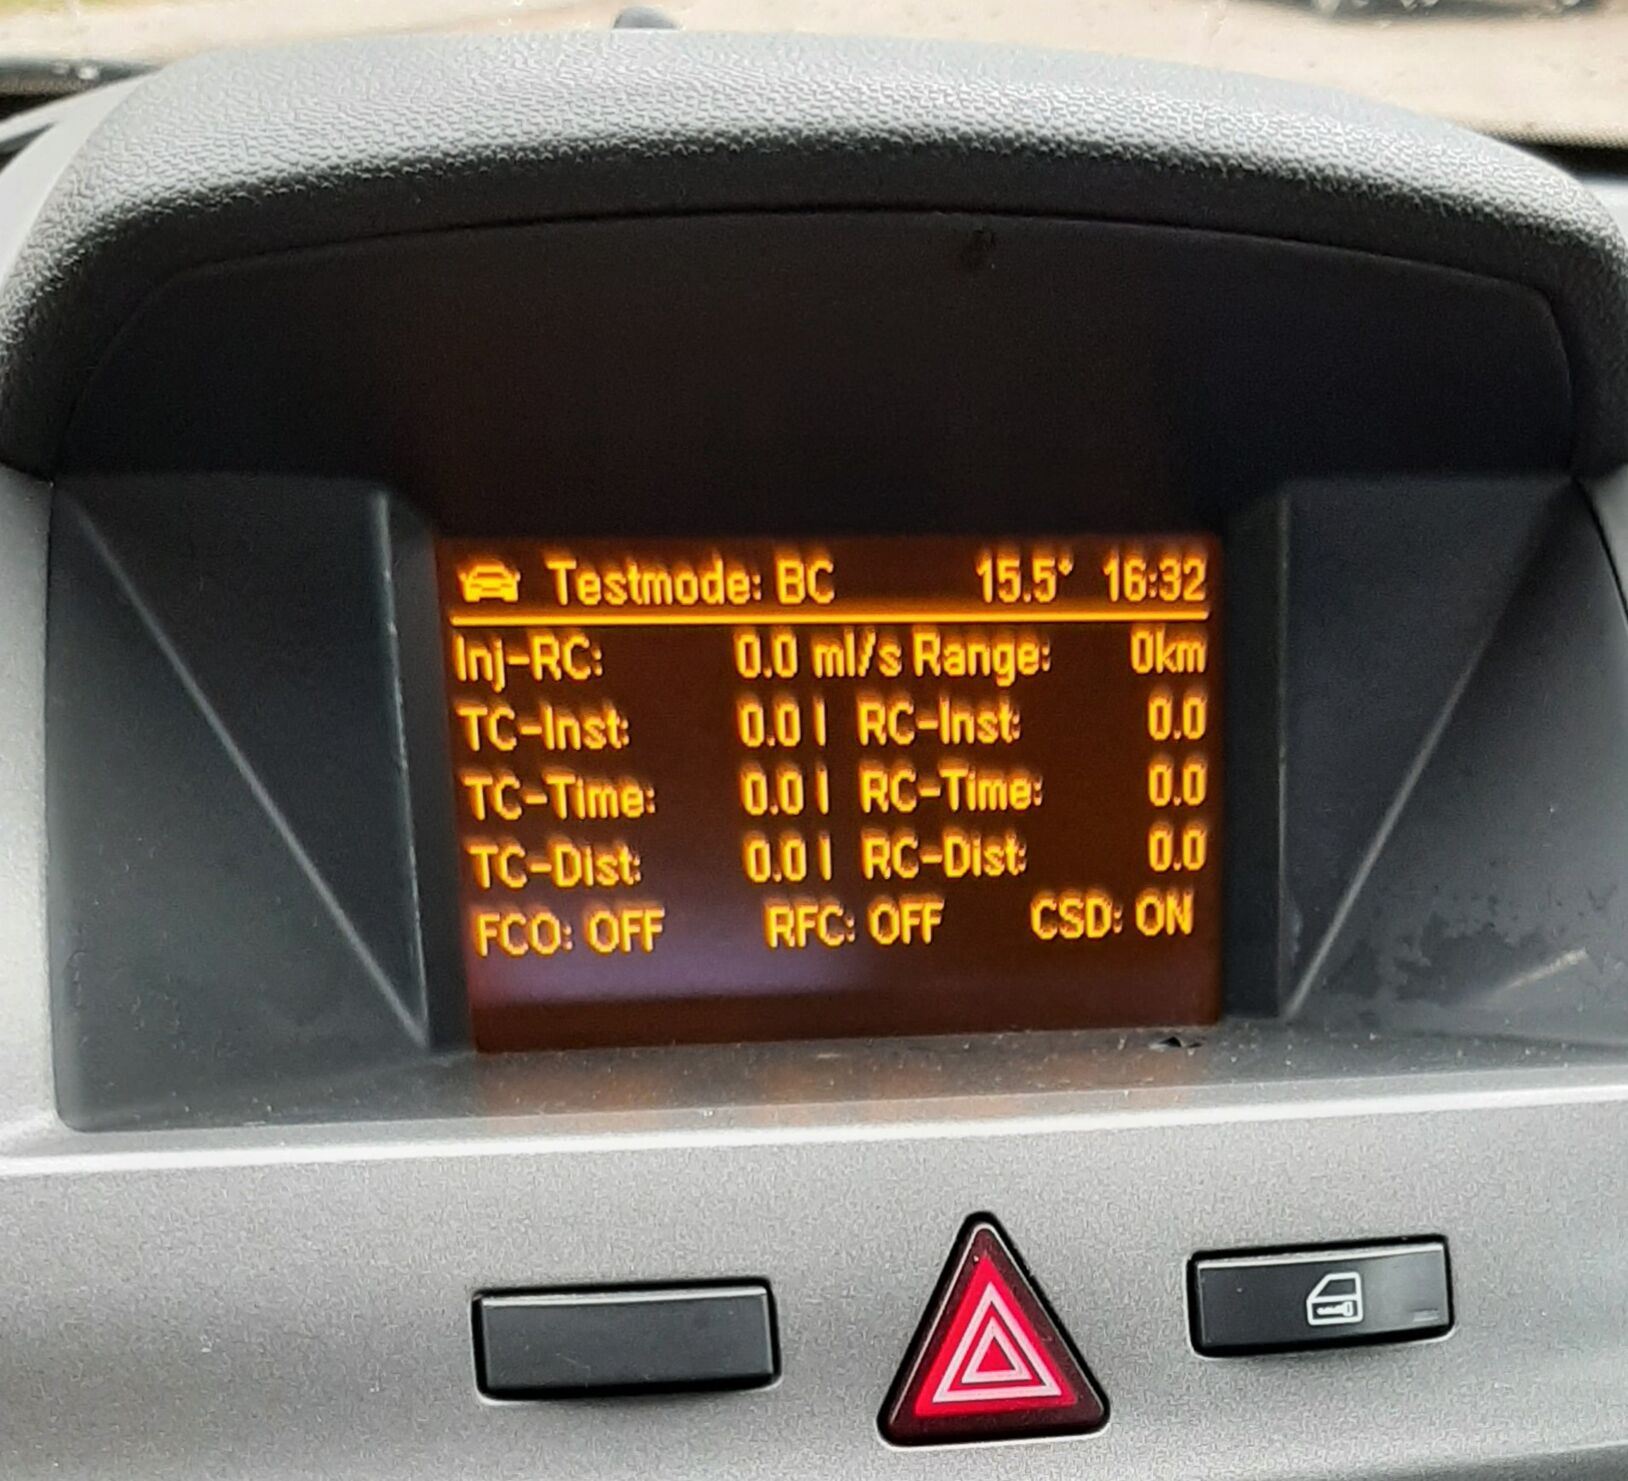 Testmode: BC 15.5° 16:32
Inj-RC: 0.0 ml/s Range: 0km
TC-Inst: 0.0 l RC-Inst: 0.0
TC-Time: 0.0 l RC-Time: 0.0
TC-Dist: 0.0 l RC-Dist: 0.0
FCO: OFF RFC: OFF CSD: ON